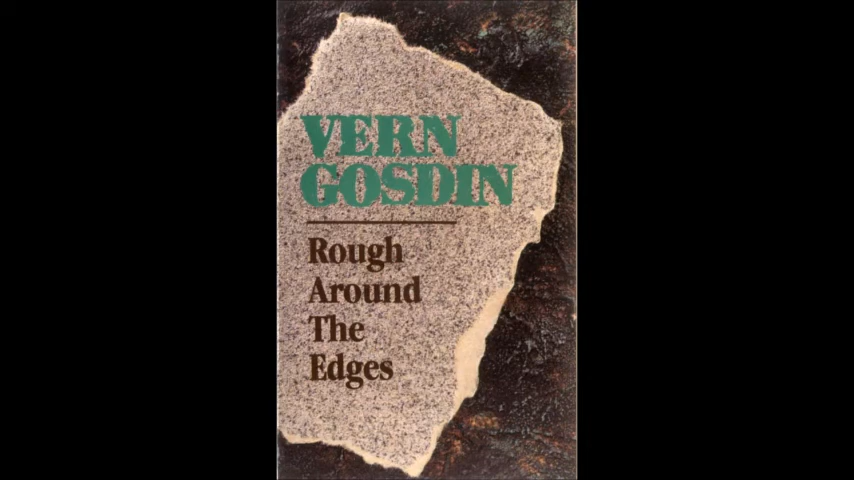 VERN
GOSDIN
Rough
Around
The
Edges